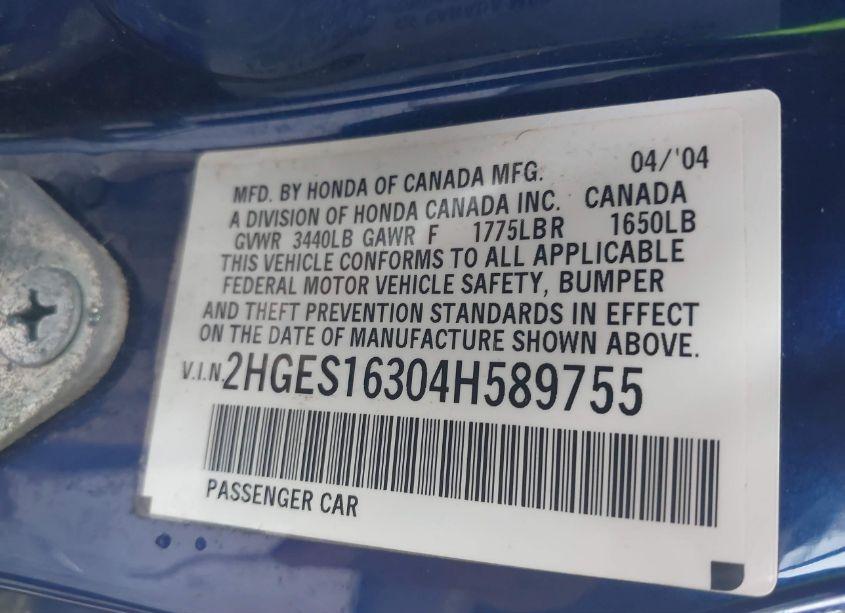 MFD. BY HONDA OF CANADA MFG. 04/'04
A DIVISION OF HONDA CANADA INC. CANADA
GVWR 3440LB GAWR F 1775LBR 1650LB
THIS VEHICLE CONFORMS TO ALL APPLICABLE
FEDERAL MOTOR VEHICLE SAFETY, BUMPER
AND THEFT PREVENTION STANDARDS IN EFFECT
ON THE DATE OF MANUFACTURE SHOWN ABOVE.
V.I.N. 2HGES16304H589755
PASSENGER CAR